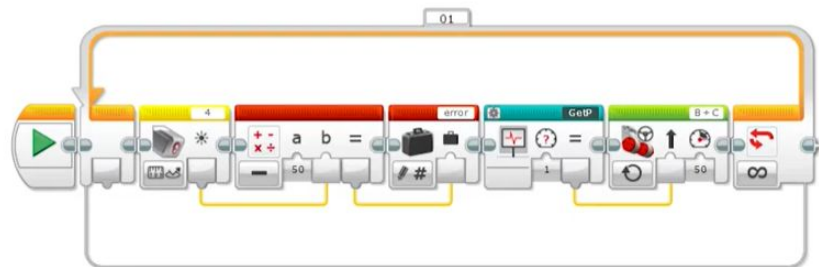 01
4
error
GetP
B + C
+ -
× ÷
a b =
#
? =
−
50
1
50
∞